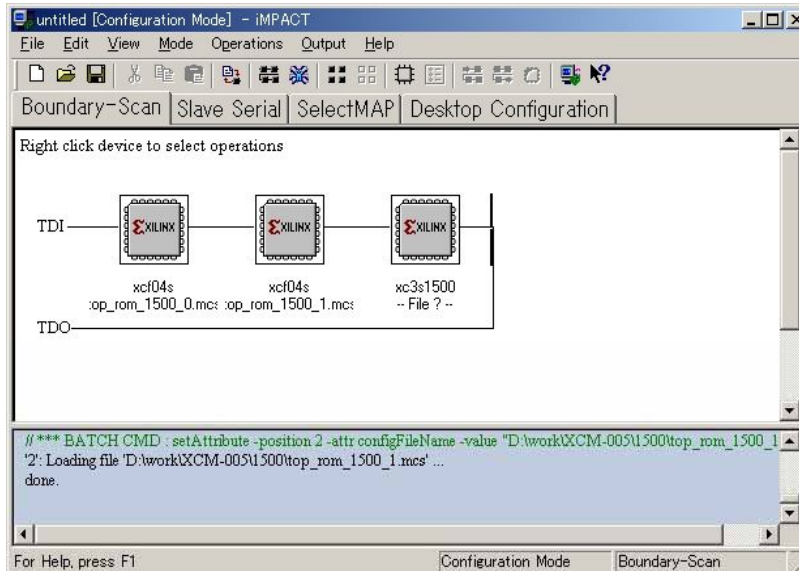 untitled [Configuration Mode] - iMPACT
File Edit View Mode Operations Output Help
Boundary-Scan Slave Serial SelectMAP Desktop Configuration
Right click device to select operations
TDI XILINX XILINX XILINX
xcf04s xcf04s xc3s1500
:op_rom_1500_0.mcs :op_rom_1500_1.mcs -- File ? --
TDO
// *** BATCH CMD : setAttribute -position 2 -attr configFileName -value "D:\work\XCM-005\1500\top_rom_1500_1
'2': Loading file 'D:\work\XCM-005\1500\top_rom_1500_1.mcs' ...
done.
For Help, press F1 Configuration Mode Boundary-Scan